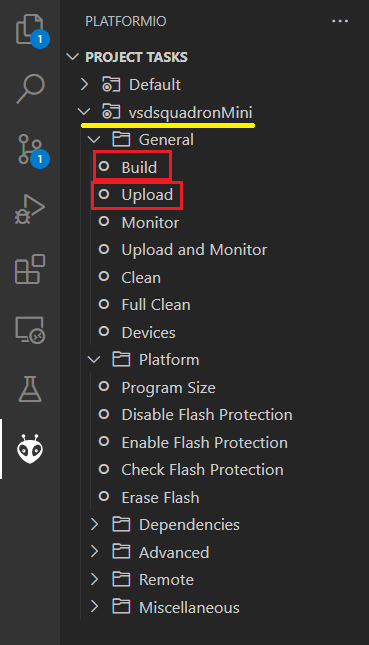 PLATFORMIO
PROJECT TASKS
Default
vsdsquadronMini
General
Build
Upload
Monitor
Upload and Monitor
Clean
Full Clean
Devices
Platform
Program Size
Disable Flash Protection
Enable Flash Protection
Check Flash Protection
Erase Flash
Dependencies
Advanced
Remote
Miscellaneous
1
1